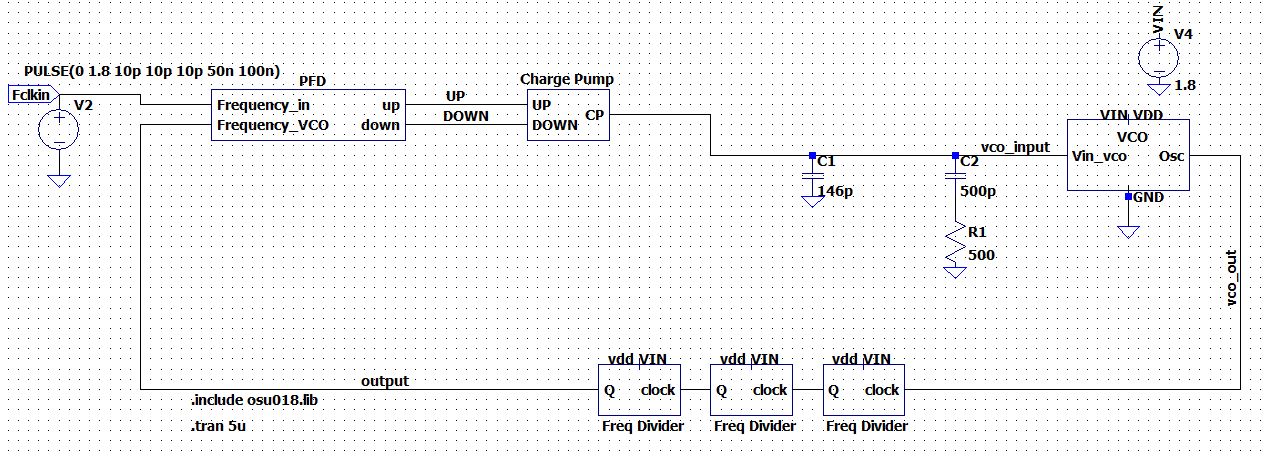 VIN
V4
1.8
PULSE(0 1.8 10p 10p 10p 50n 100n)
Fclkin
V2
PFD
Frequency_in up
Frequency_VCO down
UP
DOWN
Charge Pump
UP
DOWN
CP
C1
146p
C2
500p
R1
500
vco_input
VIN VDD
VCO
Vin_vco Osc
GND
vco_out
vdd VIN
Q clock
Freq Divider
vdd VIN
Q clock
Freq Divider
vdd VIN
Q clock
Freq Divider
output
.include osu018.lib
.tran 5u